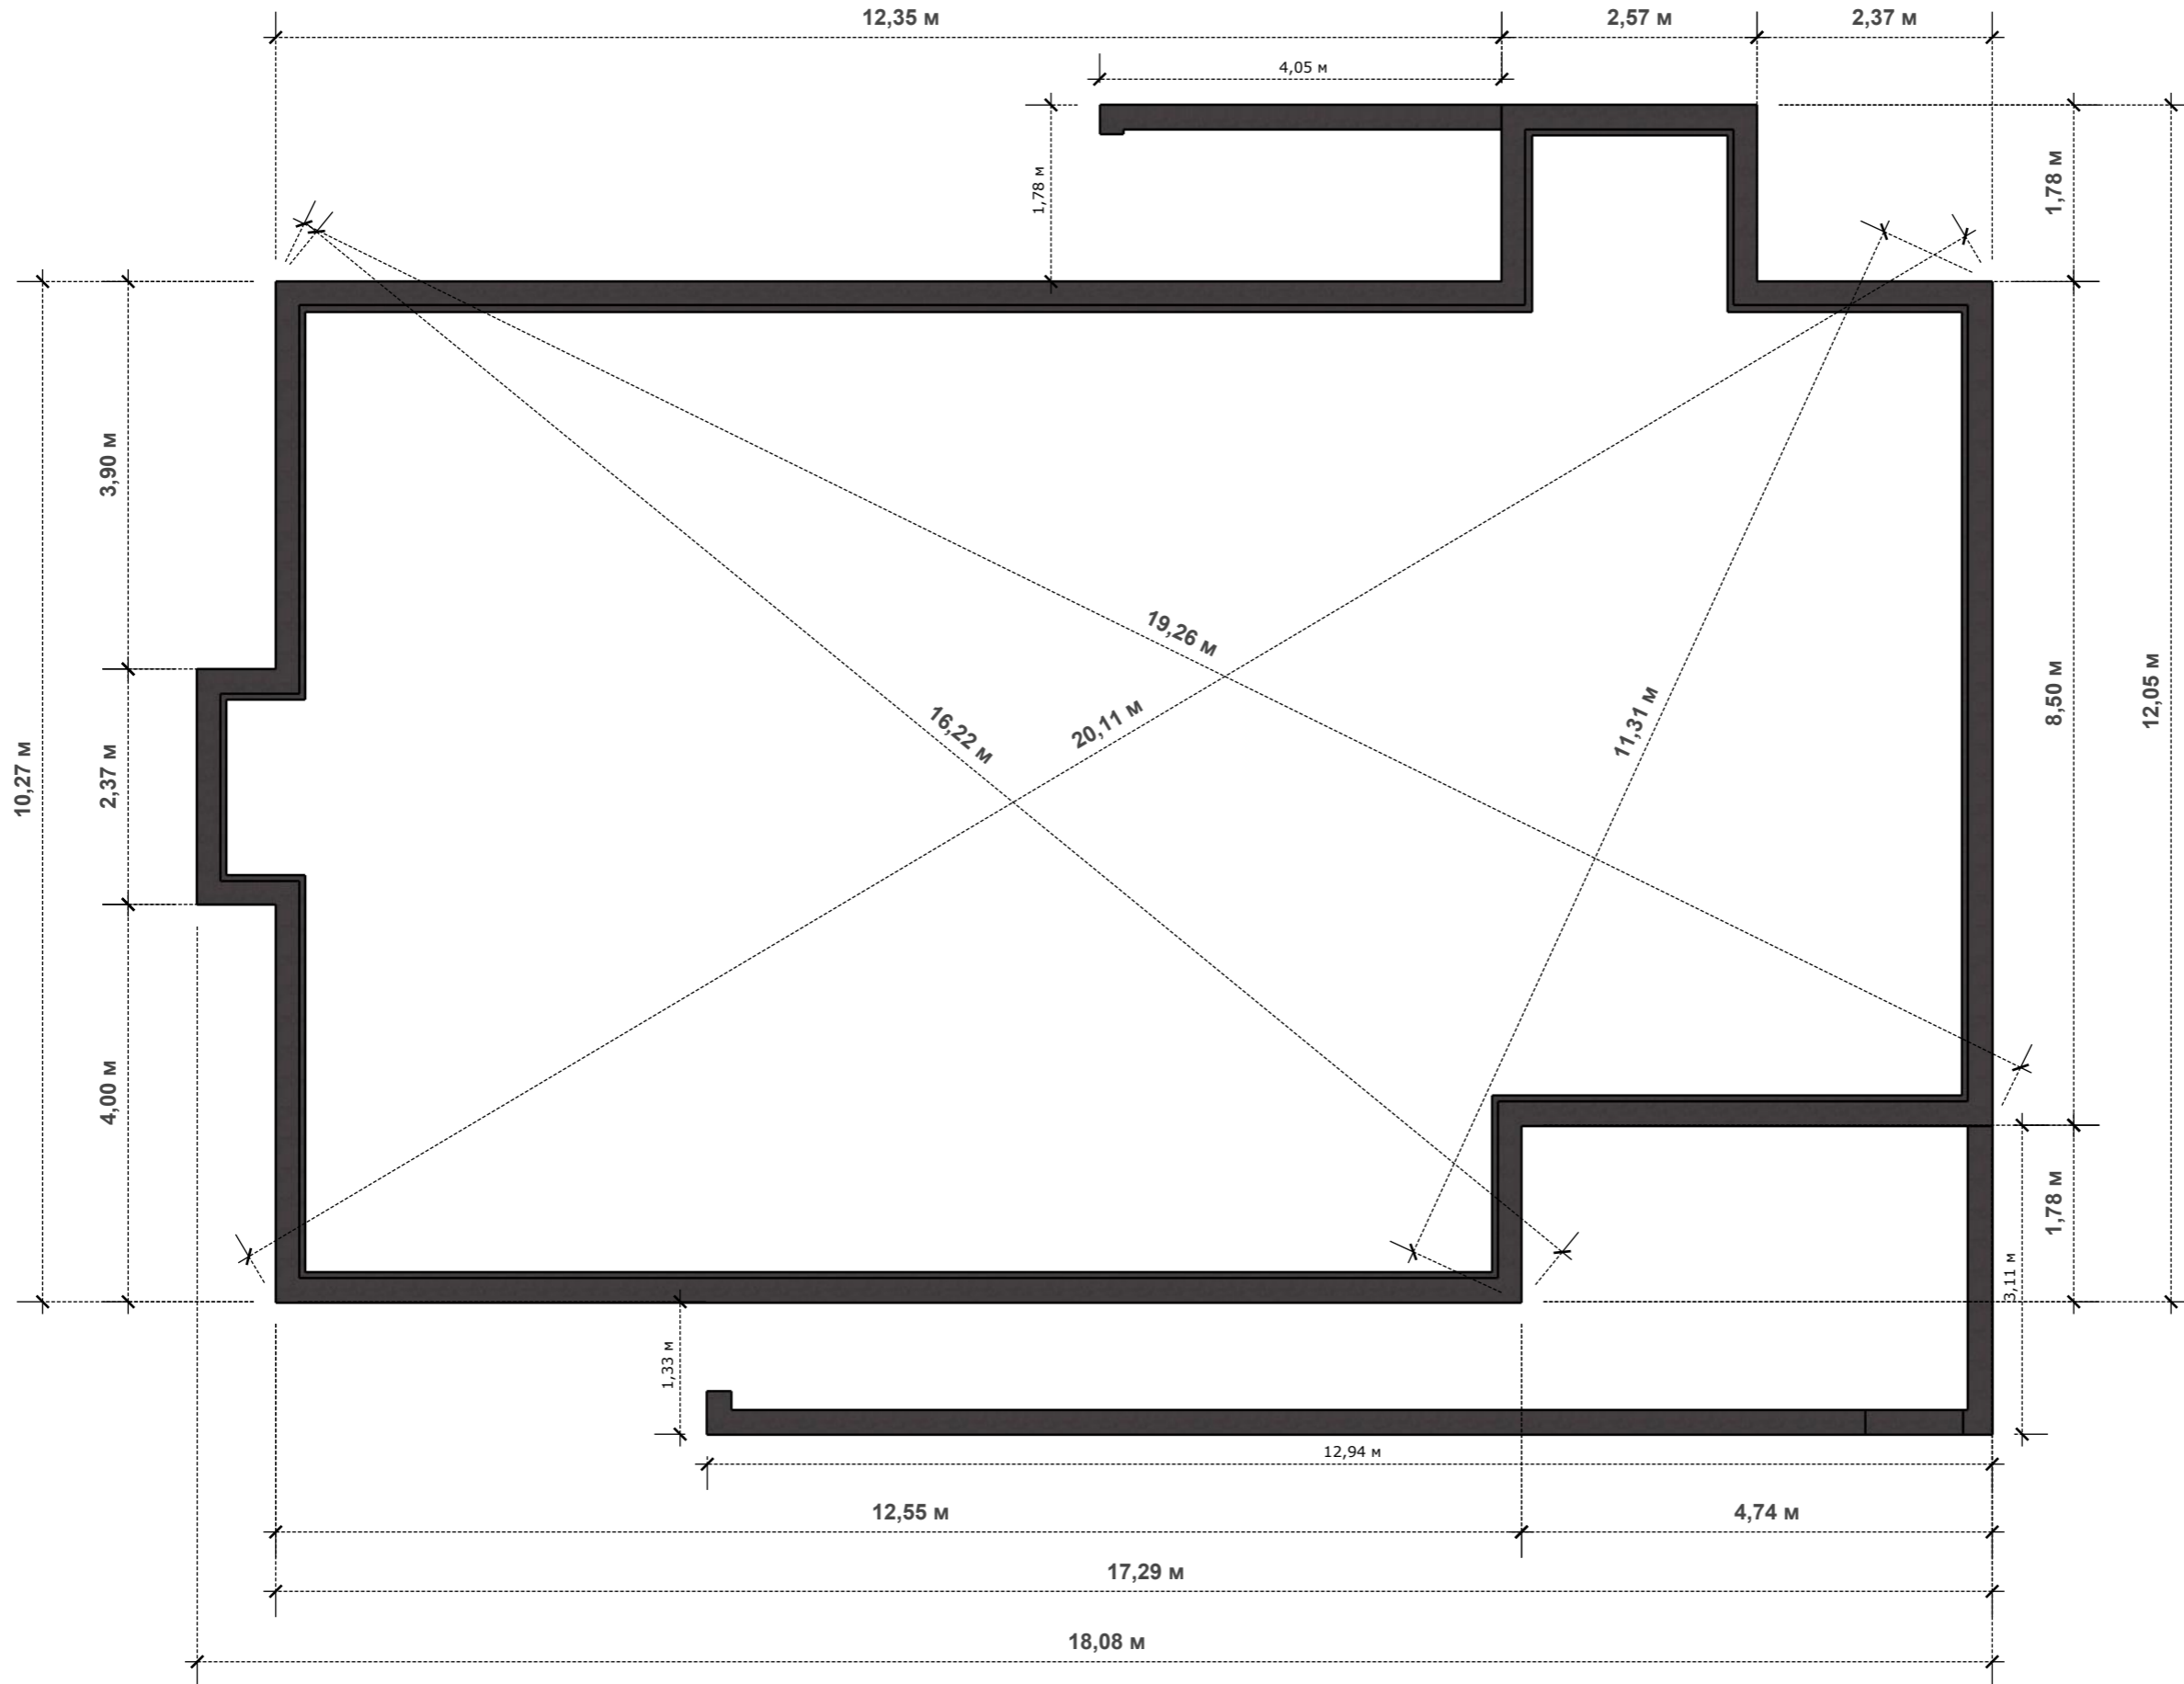 12,35 м
2,57 м
2,37 м
4,05 м
1,78 м
1,78 м
3,90 м
19,26 м
16,22 м
20,11 м
11,31 м
8,50 м
12,05 м
10,27 м
2,37 м
4,00 м
1,78 м
3,11 м
1,33 м
12,94 м
12,55 м
4,74 м
17,29 м
18,08 м